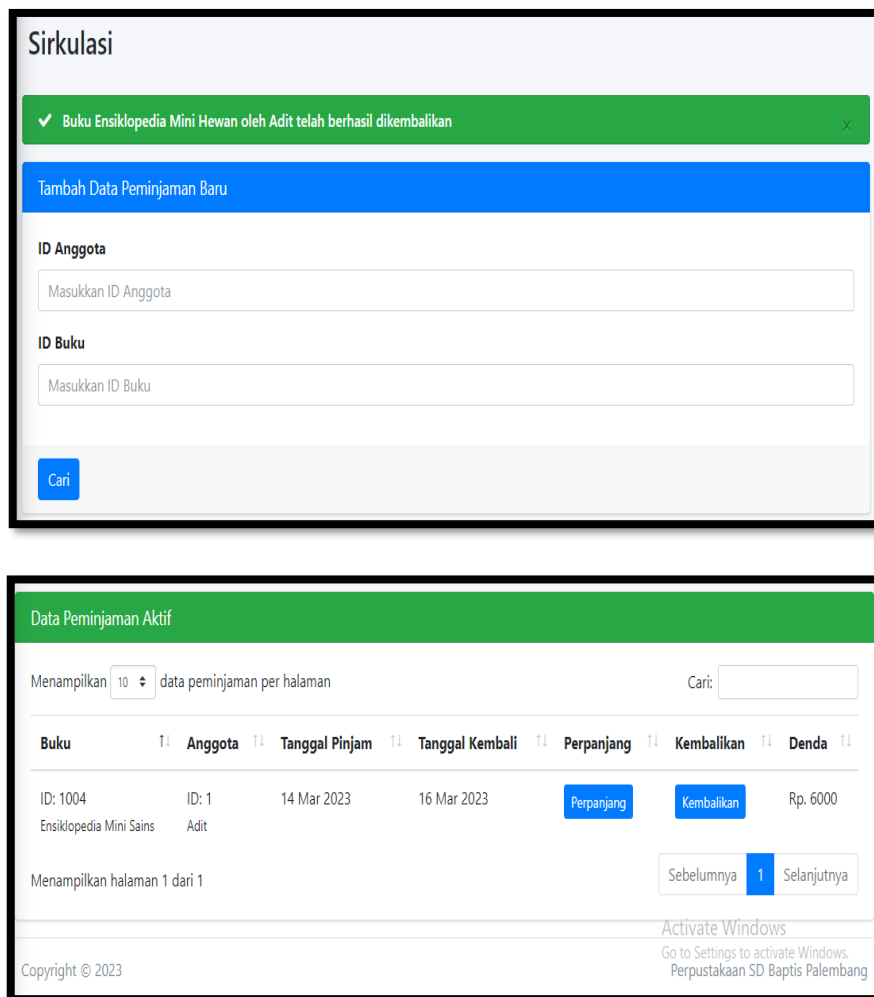 Sirkulasi
Buku Ensiklopedia Mini Hewan oleh Adit telah berhasil dikembalikan
x
Tambah Data Peminjaman Baru
ID Anggota
Masukkan ID Anggota
ID Buku
Masukkan ID Buku
Cari
Data Peminjaman Aktif
Menampilkan 10 data peminjaman per halaman Cari:
Buku Anggota Tanggal Pinjam Tanggal Kembali Perpanjang Kembalikan Denda
ID: 1004 ID: 1 14 Mar 2023 16 Mar 2023 Perpanjang Kembalikan Rp. 6000
Ensiklopedia Mini Sains Adit
Menampilkan halaman 1 dari 1 Sebelumnya 1 Selanjutnya
Activate Windows
Go to Settings to activate Windows.
Copyright © 2023 Perpustakaan SD Baptis Palembang